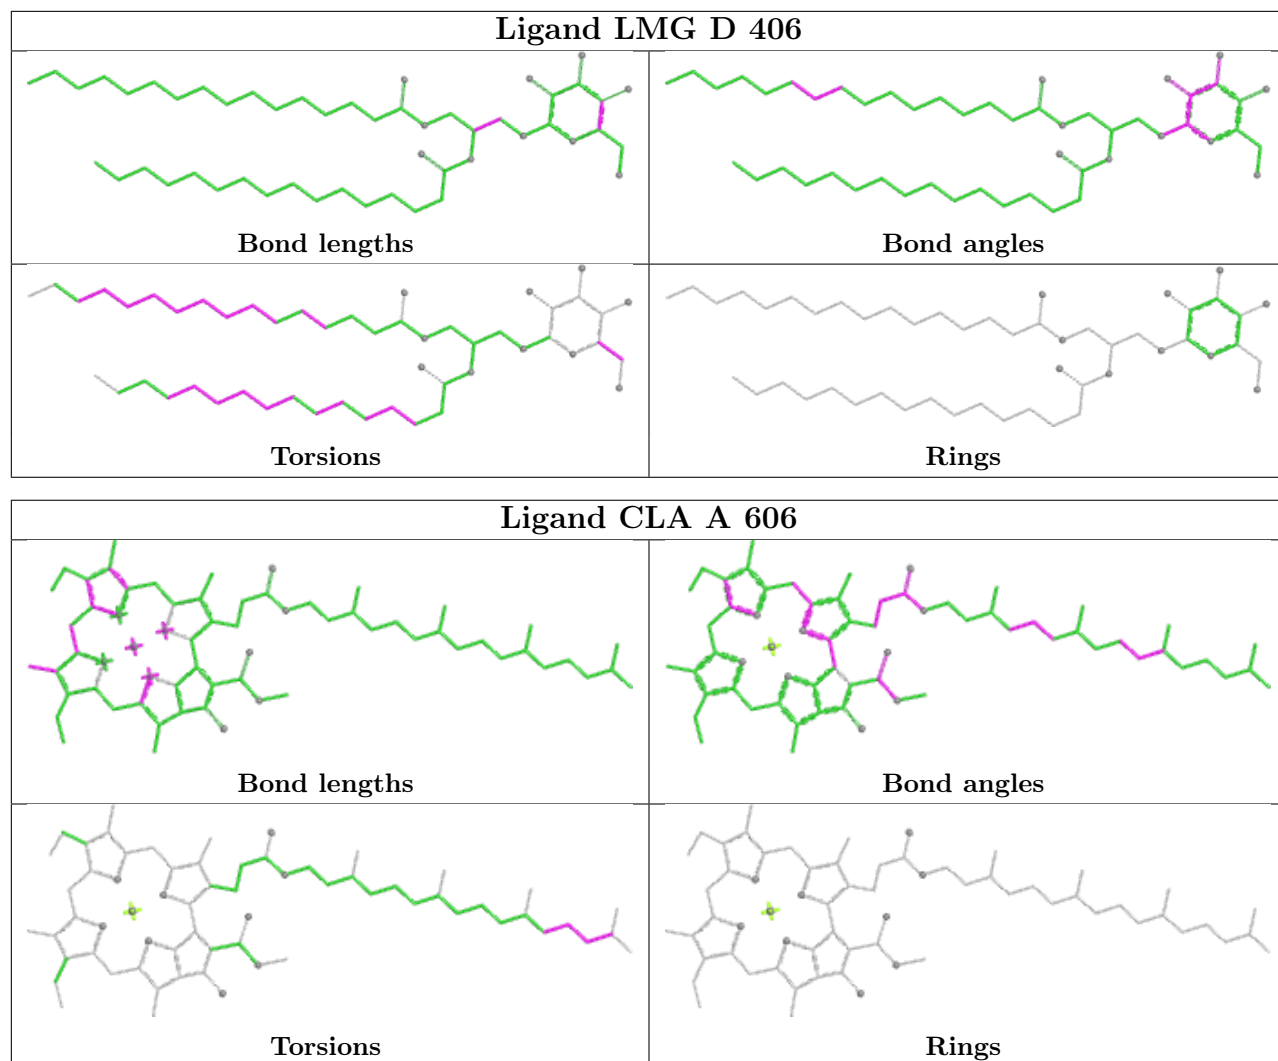 Ligand LMG D 406
Bond lengths
Bond angles
Torsions
Rings
Ligand CLA A 606
Bond lengths
Bond angles
Torsions
Rings